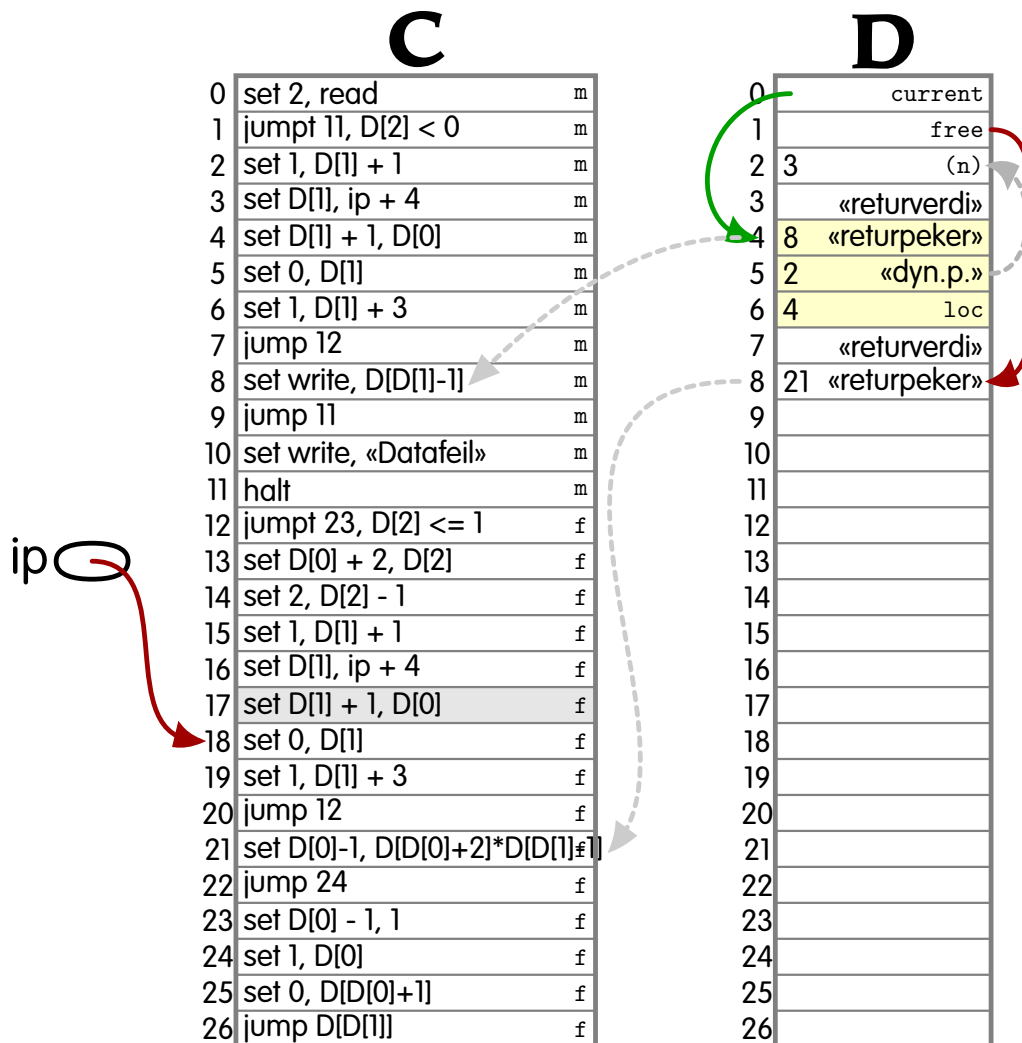 C D
0 set 2, read m 0 current
1 jumpt 11, D[2] < 0 m 1 free
2 set 1, D[1] + 1 m 2 3 (n)
3 set D[1], ip + 4 m 3 «returverdi»
4 set D[1] + 1, D[0] m 4 8 «returpeker»
5 set 0, D[1] m 5 2 «dyn.p.»
6 set 1, D[1] + 3 m 6 4 loc
7 jump 12 m 7 «returverdi»
8 set write, D[D[1]-1] m 8 21 «returpeker»
9 jump 11 m 9
10 set write, «Datafeil» m 10
11 halt m 11
12 jumpt 23, D[2] <= 1 f 12
ip 13 set D[0] + 2, D[2] f 13
14 set 2, D[2] - 1 f 14
15 set 1, D[1] + 1 f 15
16 set D[1], ip + 4 f 16
17 set D[1] + 1, D[0] f 17
18 set 0, D[1] f 18
19 set 1, D[1] + 3 f 19
20 jump 12 f 20
21 set D[0]-1, D[D[0]+2]*D[D[1]+1] f 21
22 jump 24 f 22
23 set D[0] - 1, 1 f 23
24 set 1, D[0] f 24
25 set 0, D[D[0]+1] f 25
26 jump D[D[1]] f 26